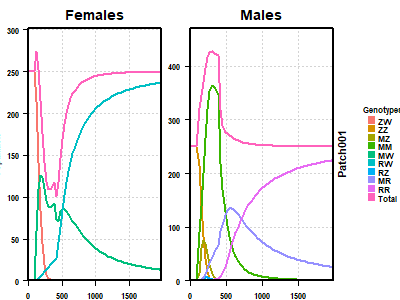 Females
Males
300
250
200
150
100
50
0
0
500
1000
1500
400
300
200
100
0
0
500
1000
1500
Patch001
Genotypes
ZW
ZZ
MZ
MM
MW
RW
RZ
MR
RR
Total